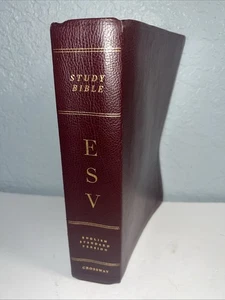 STUDY
BIBLE
E
S
V
ENGLISH
STANDARD
VERSION
CROSSWAY